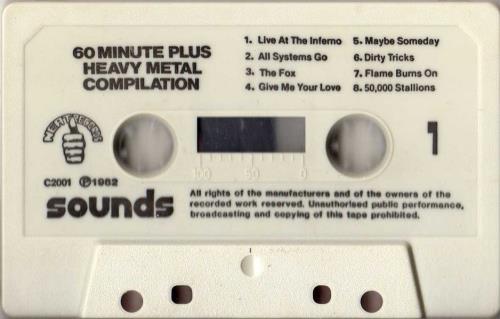 60 MINUTE PLUS
HEAVY METAL
COMPILATION
1. Live At The Inferno
2. All Systems Go
3. The Fox
4. Give Me Your Love
5. Maybe Someday
6. Dirty Tricks
7. Flame Burns On
8. 50,000 Stallions
NEAT RECORDS
1
100 50 0
C2001 ℗1982
sounds
All rights of the manufacturers and of the owners of the
recorded work reserved. Unauthorised public performance,
broadcasting and copying of this tape prohibited.